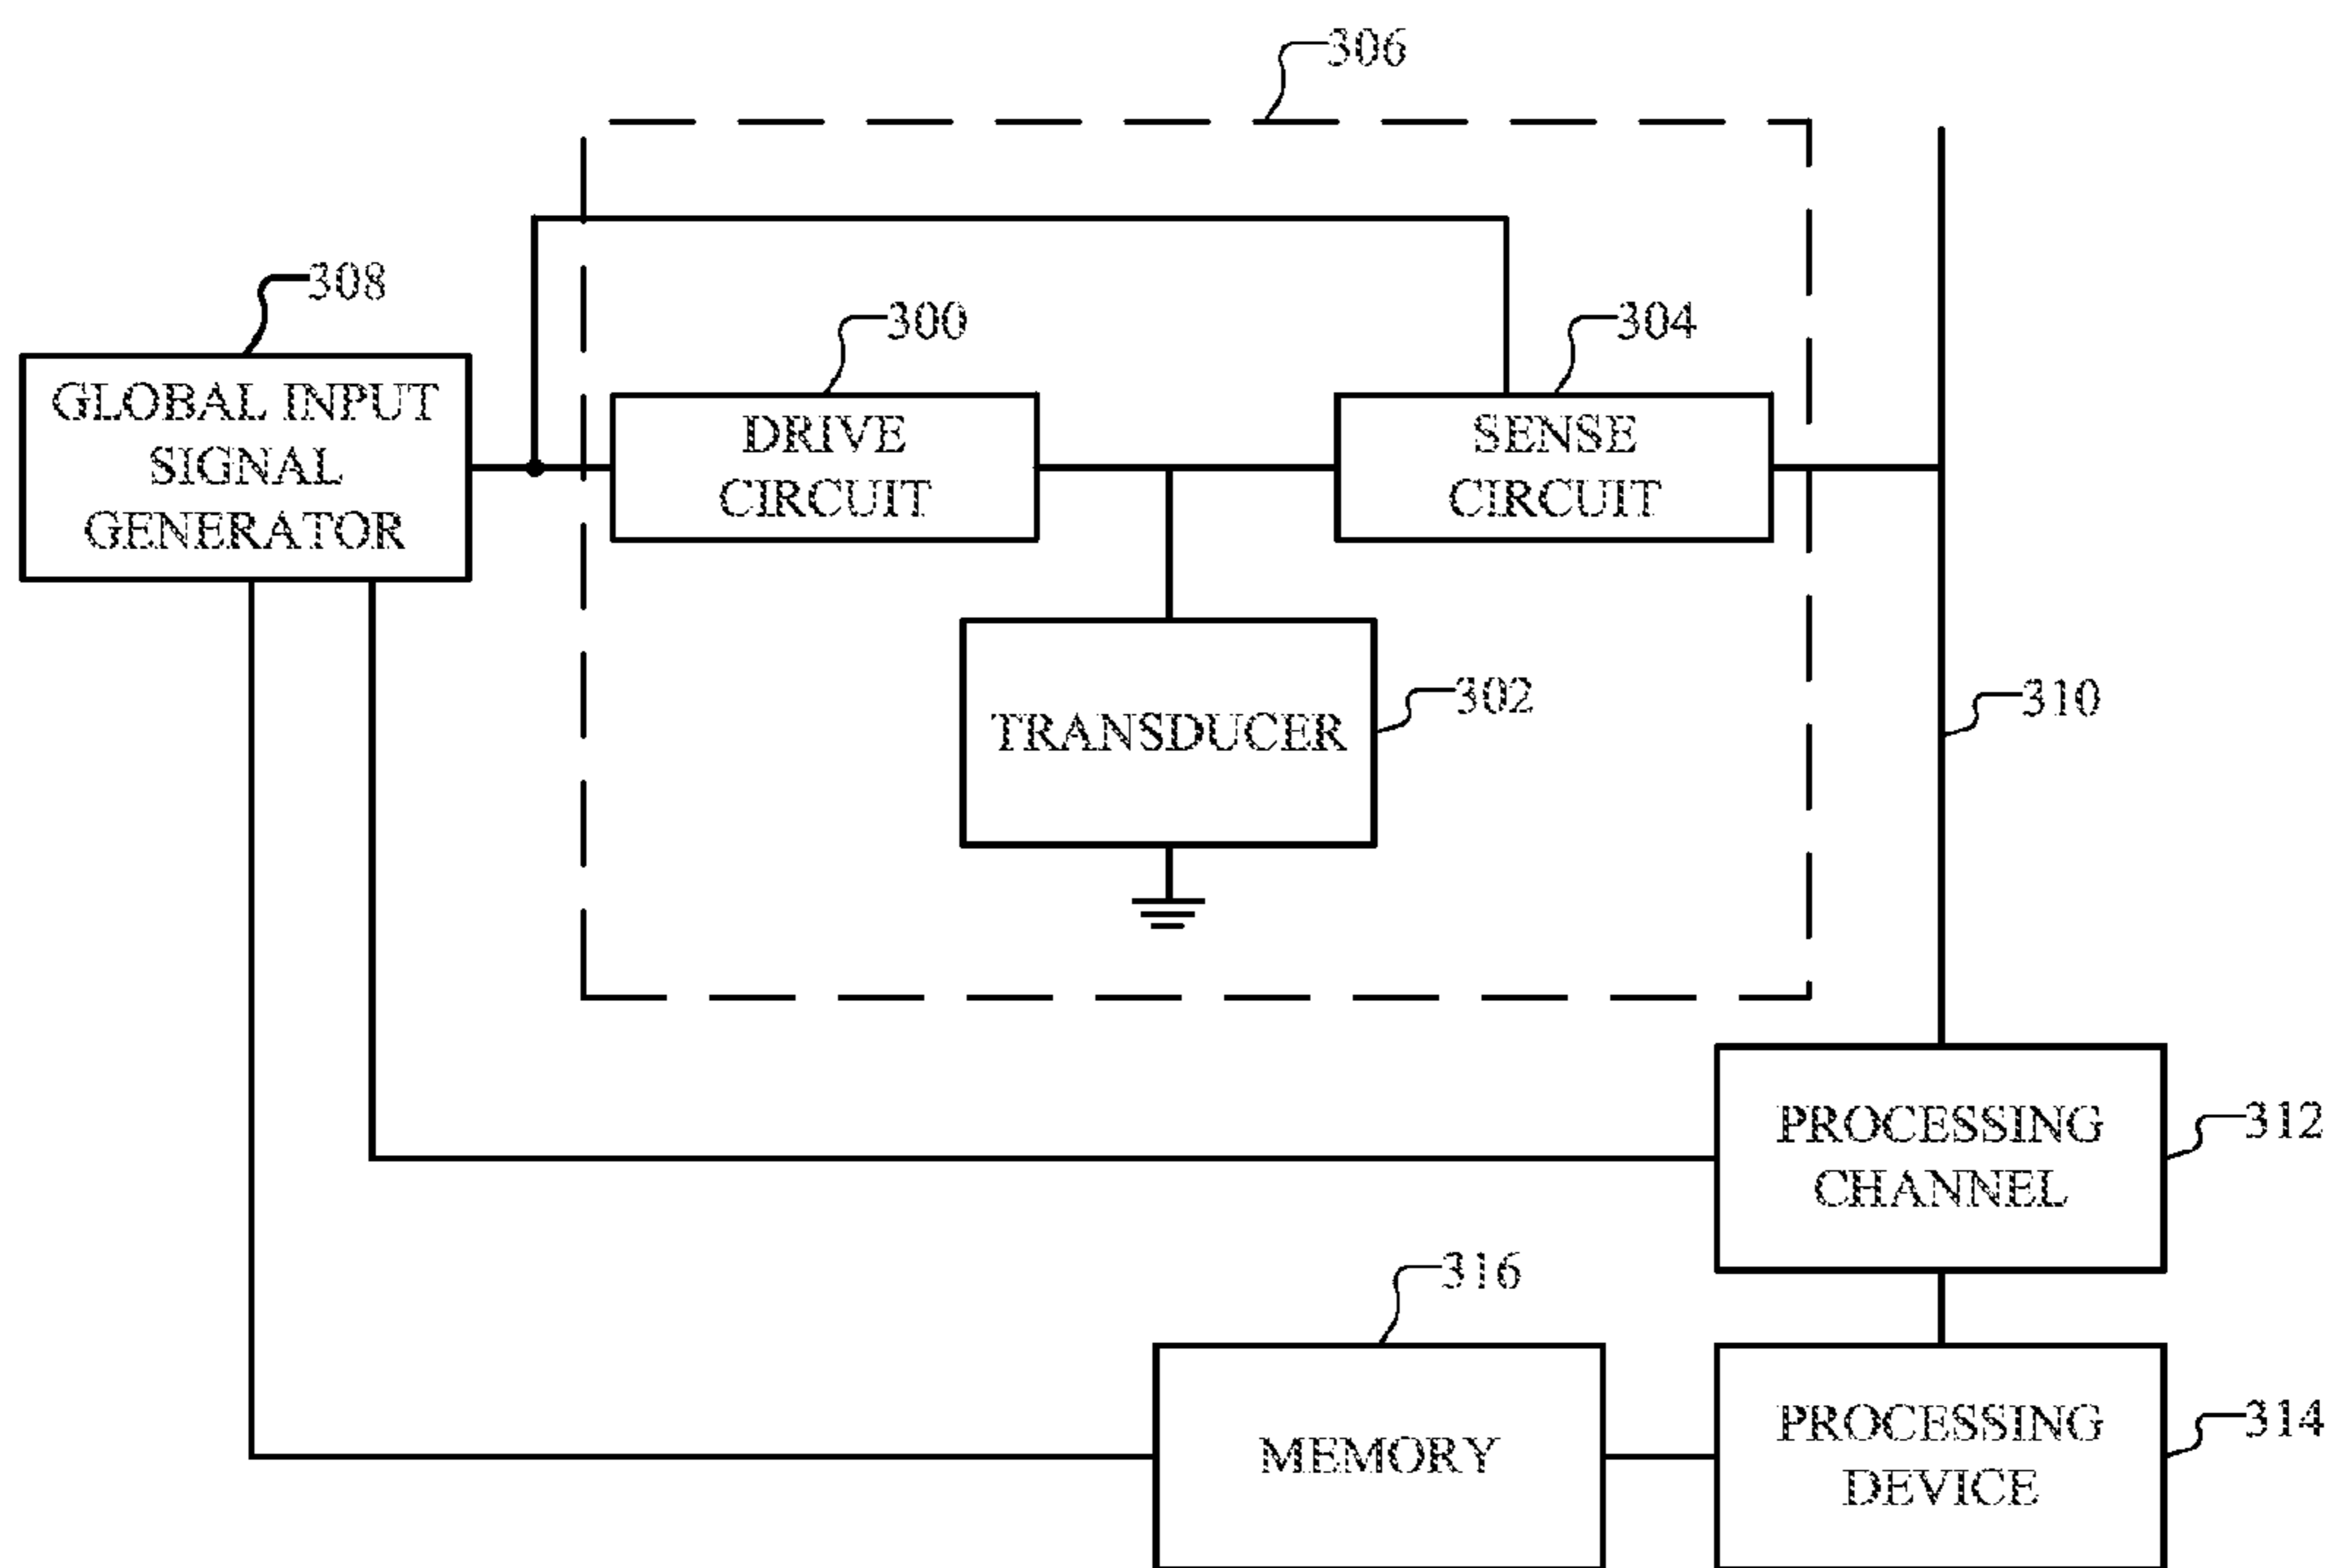 306
308
300
304
GLOBAL INPUT
SIGNAL
GENERATOR
DRIVE
CIRCUIT
SENSE
CIRCUIT
302
TRANSDUCER
310
PROCESSING
CHANNEL
312
316
MEMORY
PROCESSING
DEVICE
314